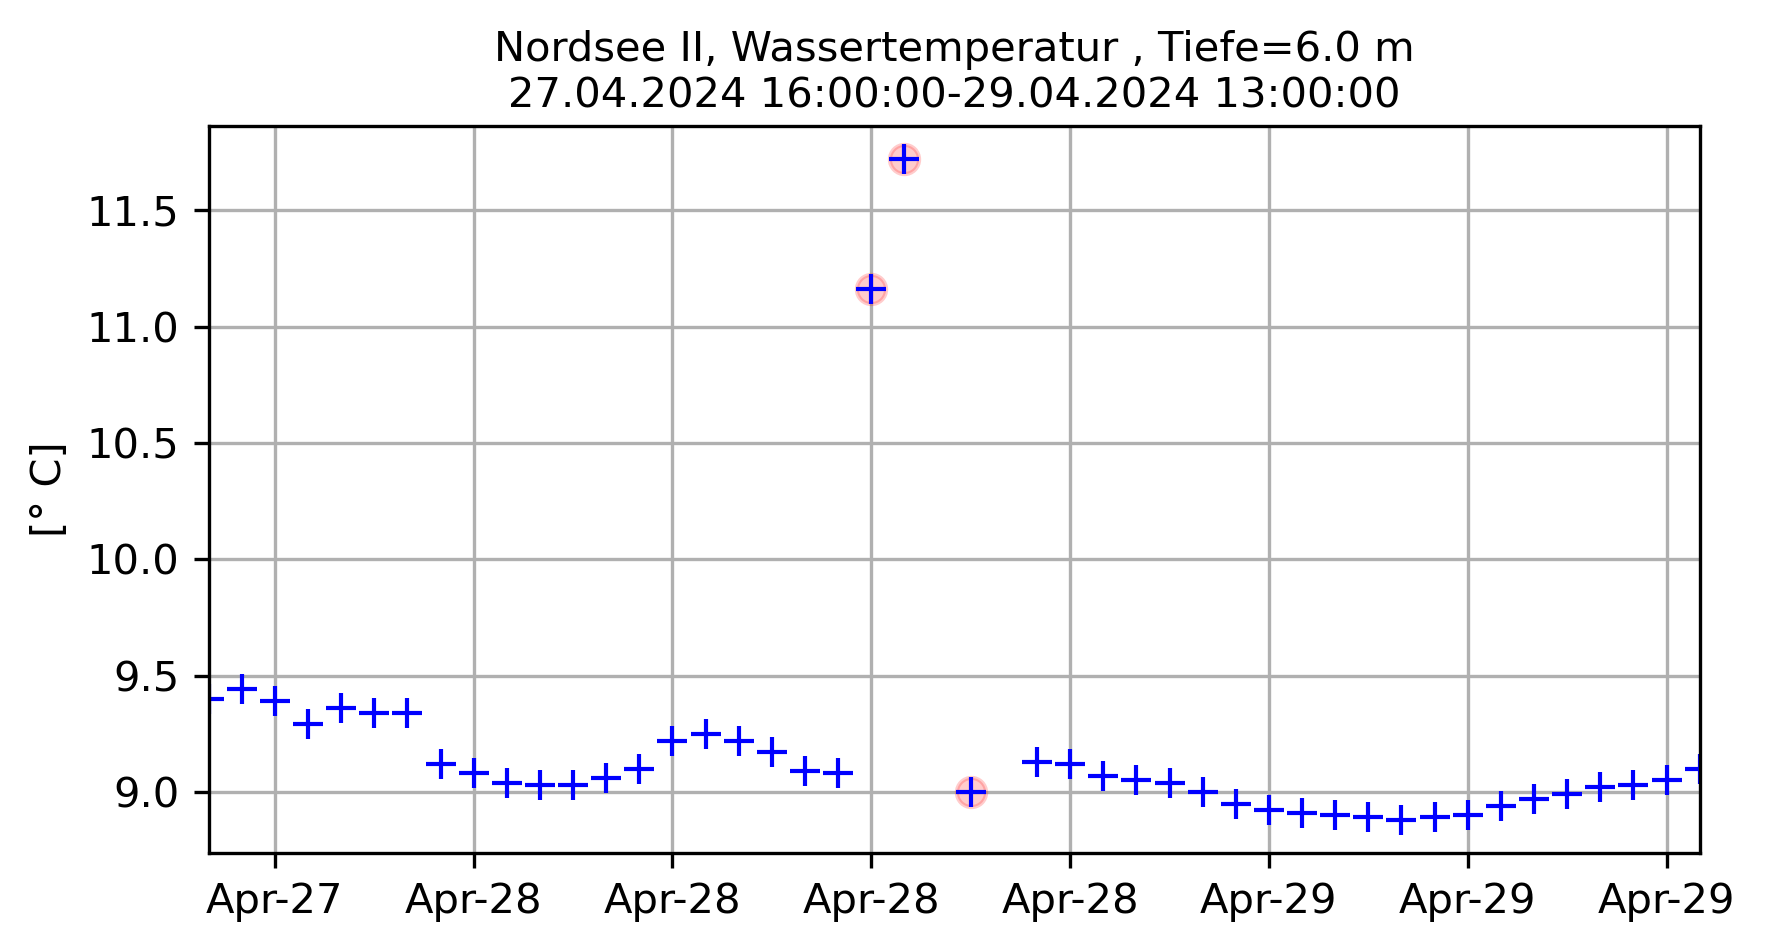 Nordsee II, Wassertemperatur , Tiefe=6.0 m
27.04.2024 16:00:00-29.04.2024 13:00:00
[° C]
11.5
11.0
10.5
10.0
9.5
9.0
Apr-27 Apr-28 Apr-28 Apr-28 Apr-28 Apr-29 Apr-29 Apr-29